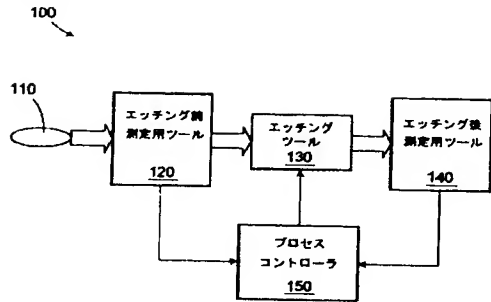 100
110
エッチング前
測定用ツール
120
エッチング
ツール
130
エッチング後
測定用ツール
140
プロセス
コントローラ
150